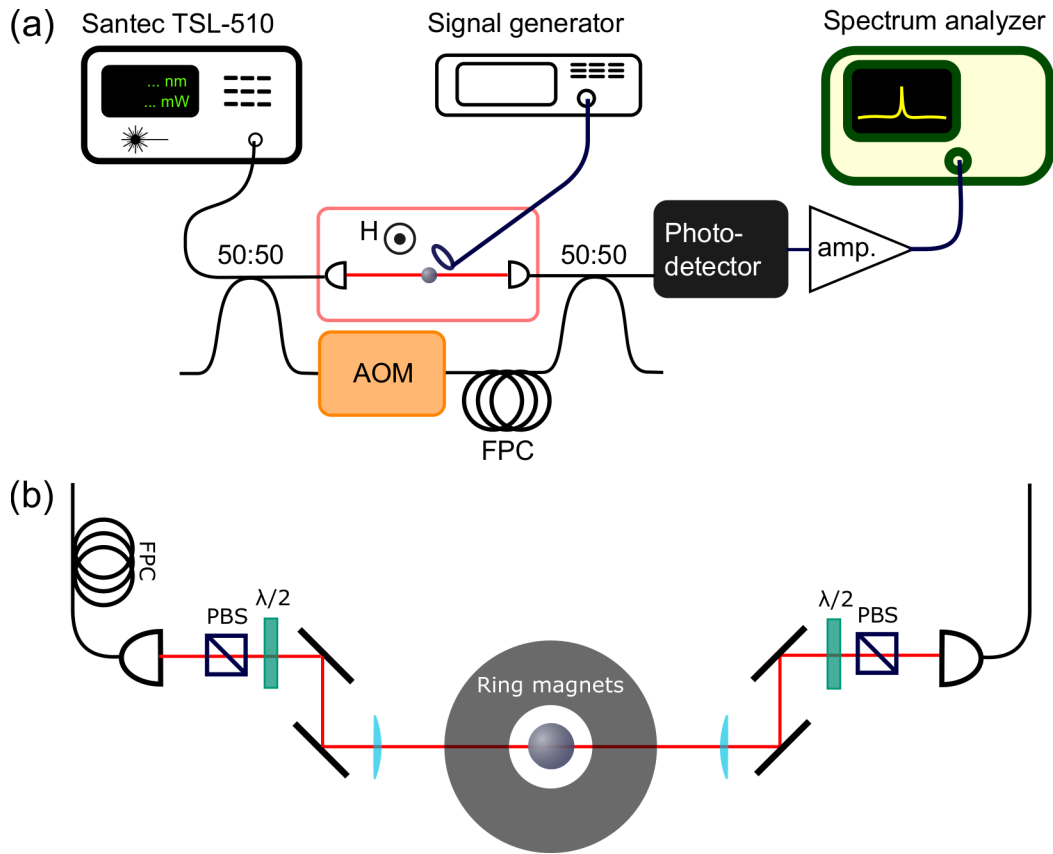 (a)
Santec TSL-510
Signal generator
Spectrum analyzer
... nm
... mW
H
50:50
50:50
Photo-
detector
amp.
AOM
FPC
(b)
FPC
PBS
λ/2
λ/2
PBS
Ring magnets